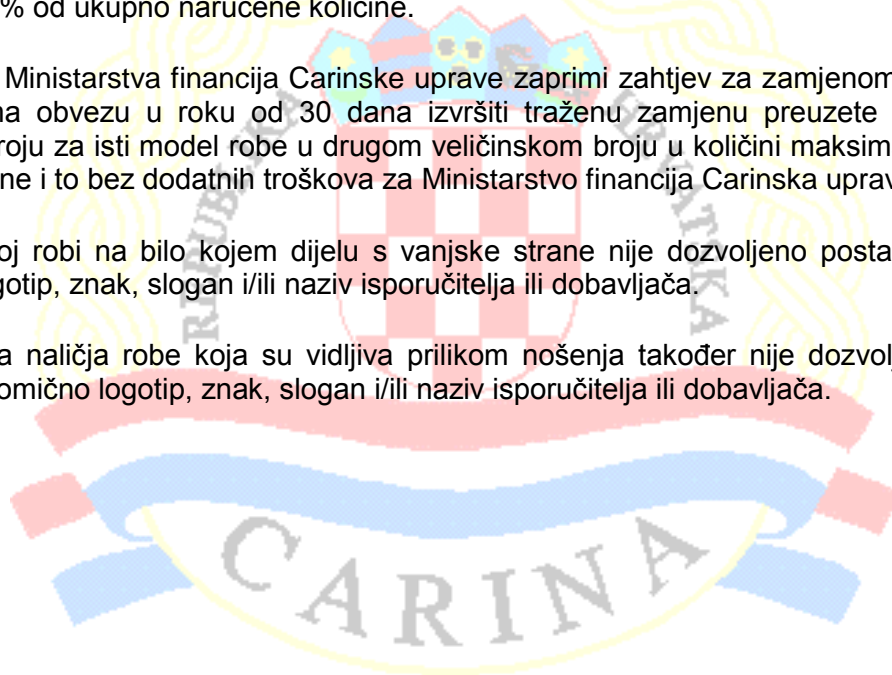 % od ukupno naručene količine.
Ministarstva financija Carinske uprave zaprimi zahtjev za zamjenom
na obvezu u roku od 30 dana izvršiti traženu zamjenu preuzete
roju za isti model robe u drugom veličinskom broju u količini maksim
ne i to bez dodatnih troškova za Ministarstvo financija Carinska uprav
oj robi na bilo kojem dijelu s vanjske strane nije dozvoljeno posta
gotip, znak, slogan i/ili naziv isporučitelja ili dobavljača.
a naličja robe koja su vidljiva prilikom nošenja također nije dozvolj
omično logotip, znak, slogan i/ili naziv isporučitelja ili dobavljača.
REPUBLIKA HRVATSKA
CARINA